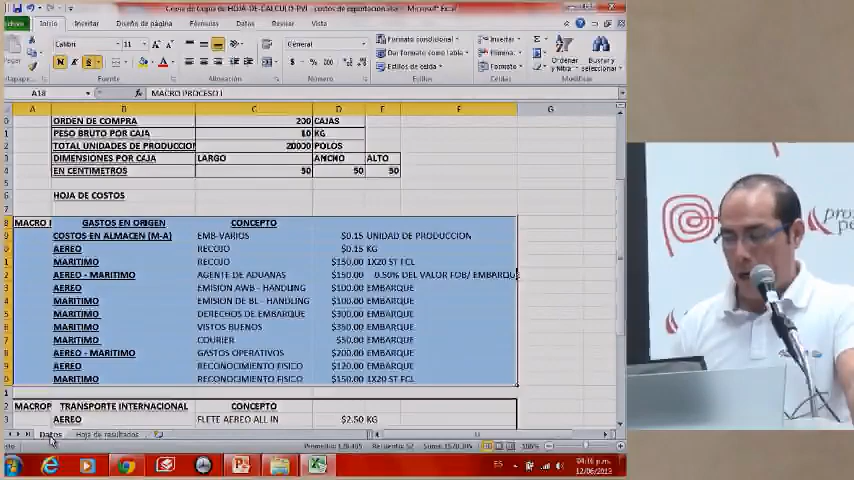 Copia de Copia de HOJA-DE-CALCULO-PVI - costos de exportacion.xlsx - Microsoft Excel
Archivo Inicio Insertar Diseño de página Fórmulas Datos Revisar Vista
Calibri 11 General Formato condicional Insertar
Dar formato como tabla Eliminar
Estilos de celda Ordenar y filtrar Buscar y seleccionar
Fuente Alineación Número Estilos Celdas Modificar
A18 MACRO PROCESO I
A B C D E F G
ORDEN DE COMPRA 200 CAJAS
PESO BRUTO POR CAJA 10 KG
TOTAL UNIDADES DE PRODUCCION 20000 POLOS
DIMENSIONES POR CAJA LARGO ANCHO ALTO
EN CENTIMETROS 50 50 50
HOJA DE COSTOS
MACRO I GASTOS EN ORIGEN CONCEPTO
COSTOS EN ALMACEN (M-A) EMB-VARIOS $0.15 UNIDAD DE PRODUCCION
AEREO RECOJO $0.15 KG
MARITIMO RECOJO $150.00 1X20 ST FCL
AEREO - MARITIMO AGENTE DE ADUANAS $150.00 0.50% DEL VALOR FOB/ EMBARQUE
AEREO EMISION AWB - HANDLING $100.00 EMBARQUE
MARITIMO EMISION DE BL - HANDLING $100.00 EMBARQUE
MARITIMO DERECHOS DE EMBARQUE $300.00 EMBARQUE
MARITIMO VISTOS BUENOS $350.00 EMBARQUE
MARITIMO COURIER $50.00 EMBARQUE
AEREO - MARITIMO GASTOS OPERATIVOS $200.00 EMBARQUE
AEREO RECONOCIMIENTO FISICO $120.00 EMBARQUE
MARITIMO RECONOCIMIENTO FISICO $150.00 1X20 ST FCL
MACROP TRANSPORTE INTERNACIONAL CONCEPTO
AEREO FLETE AEREO ALL IN $2.50 KG
Datos Hoja de resultados
Recuento: 52 100%
ES 04:16 p.m.
12/06/2013